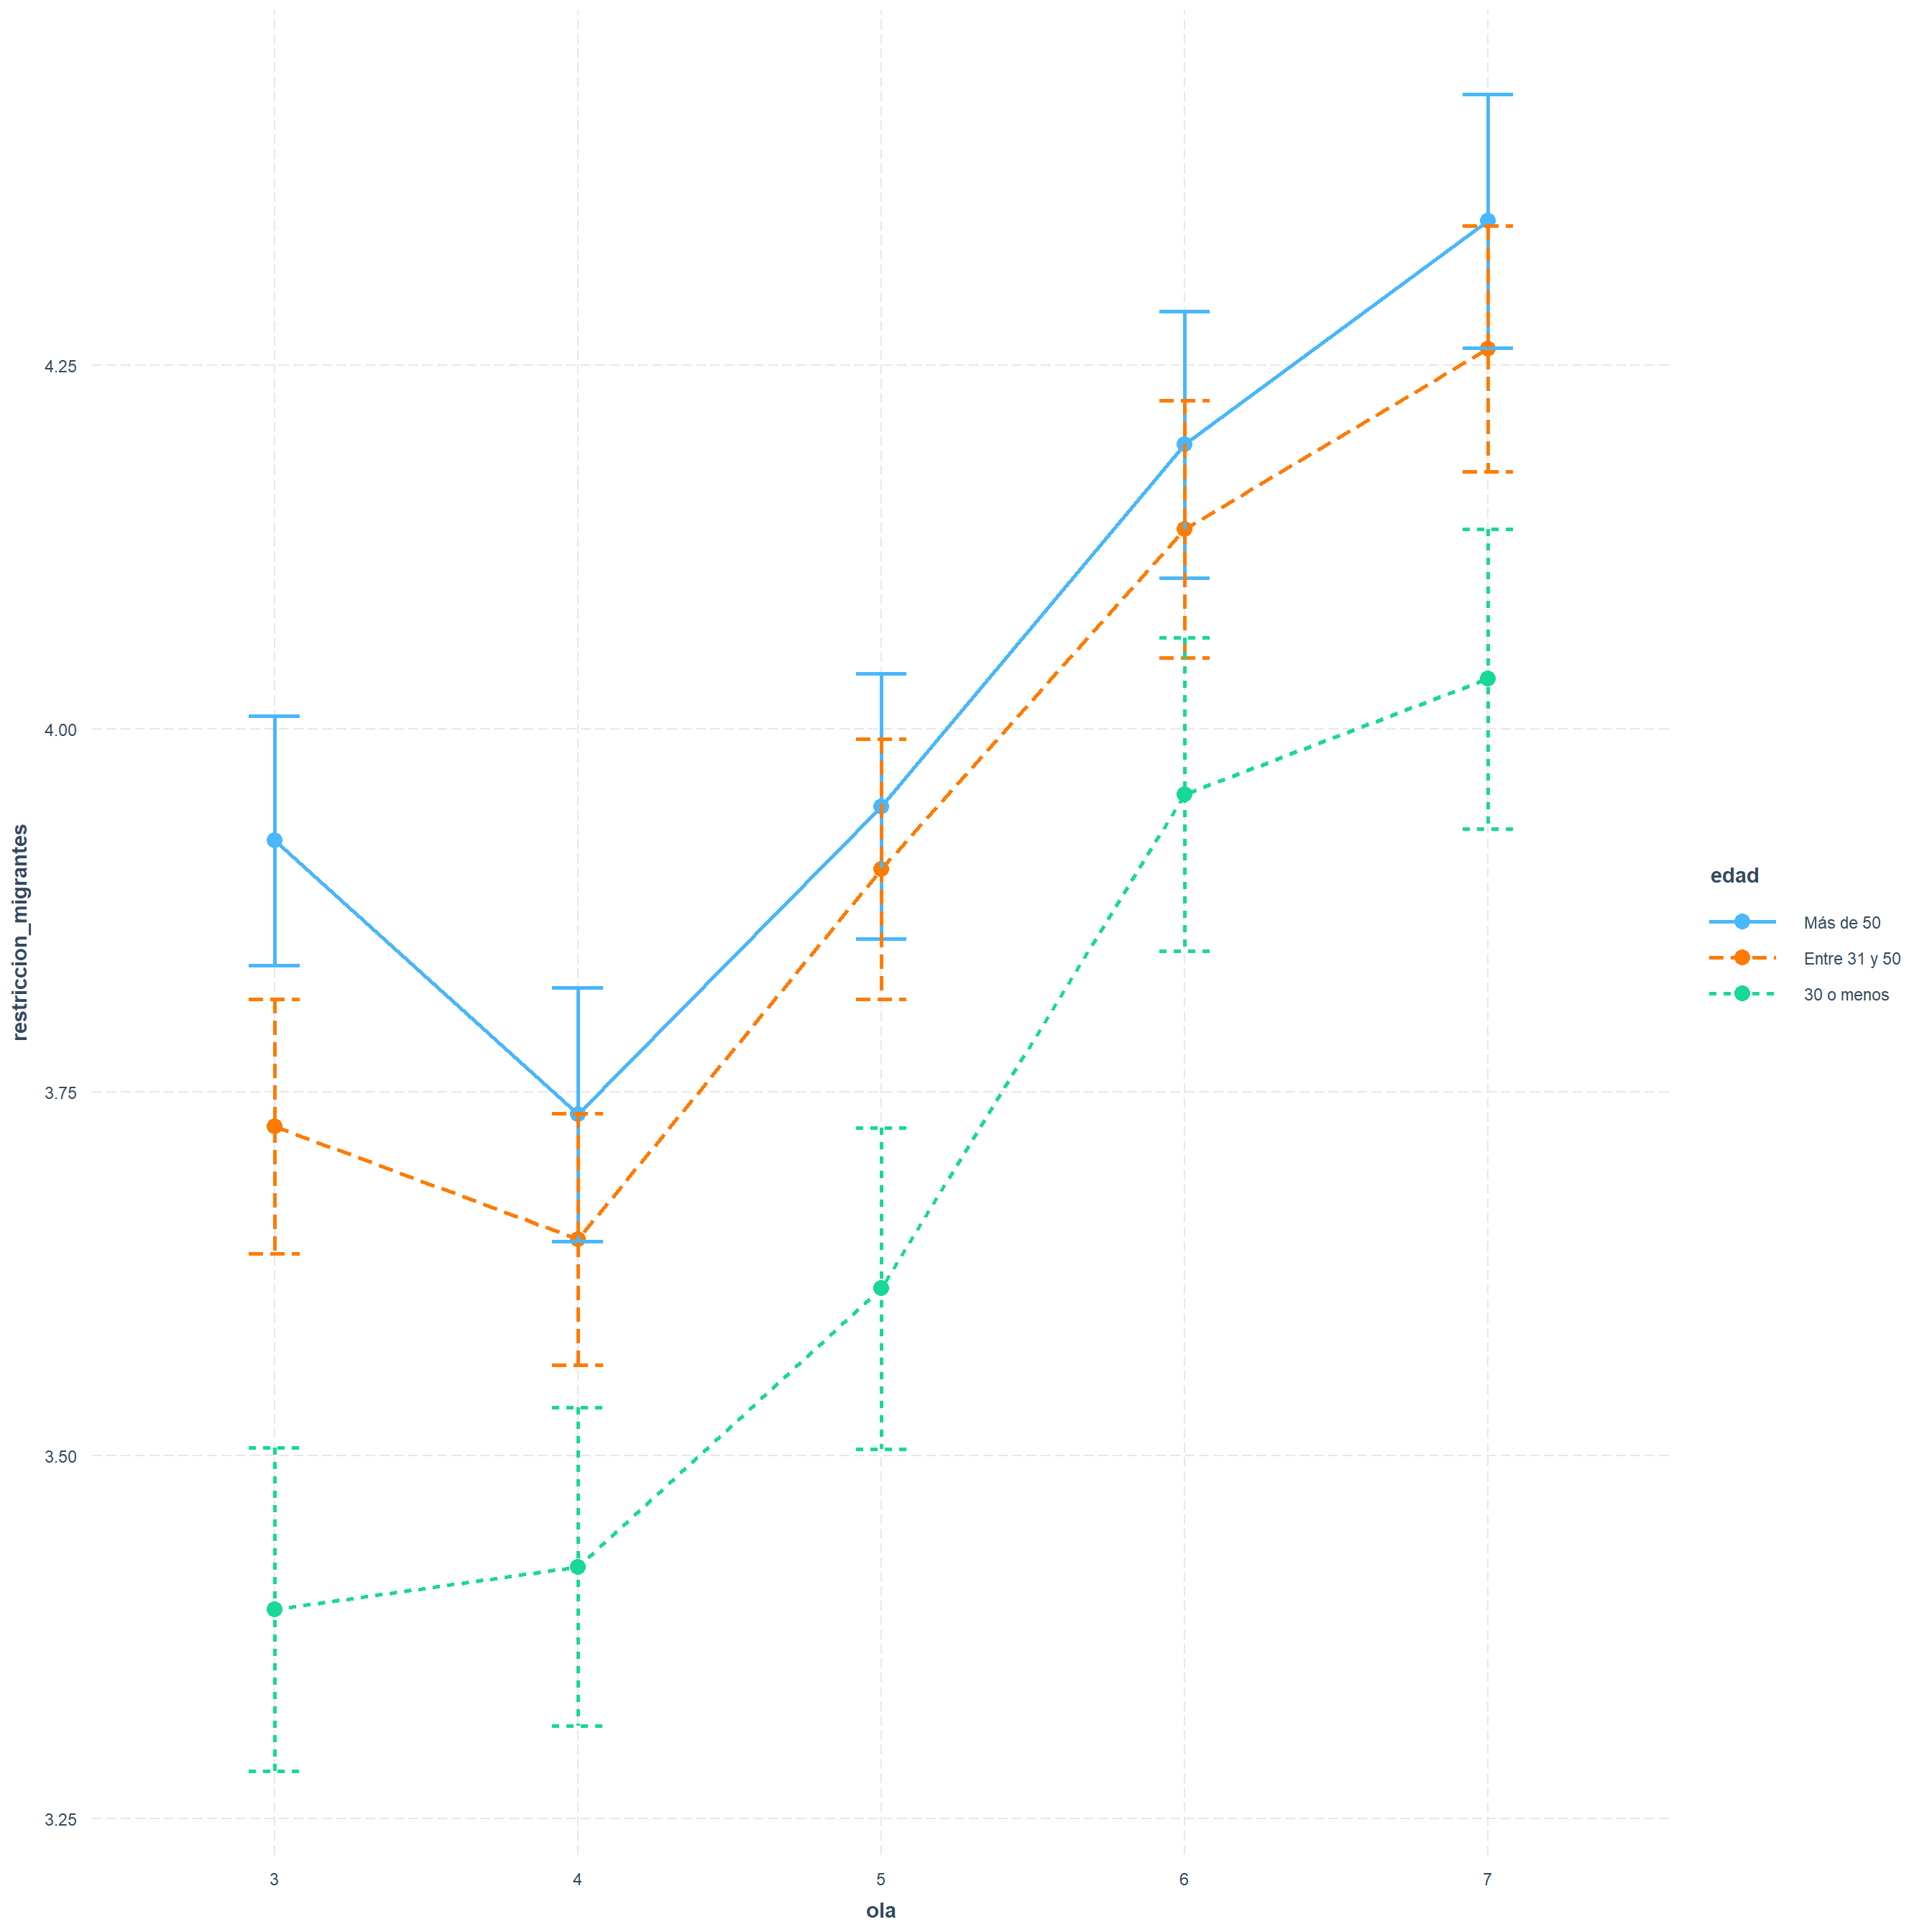 restriccion_migrantes
4.25
4.00
3.75
3.50
3.25
3
4
5
6
7
ola
edad
Más de 50
Entre 31 y 50
30 o menos